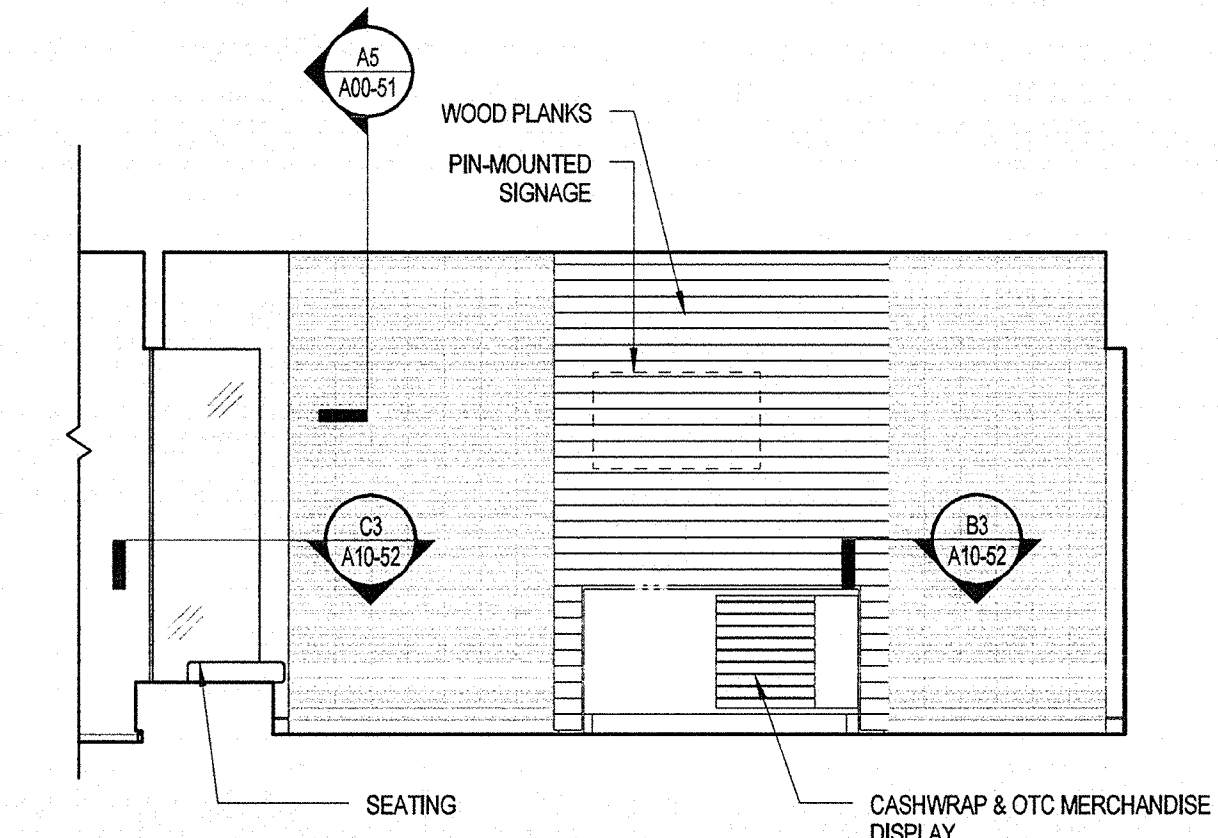 A5
A00-51
WOOD PLANKS
PIN-MOUNTED
SIGNAGE
C3
A10-52
B3
A10-52
SEATING
CASHWRAP & OTC MERCHANDISE
DISPLAY